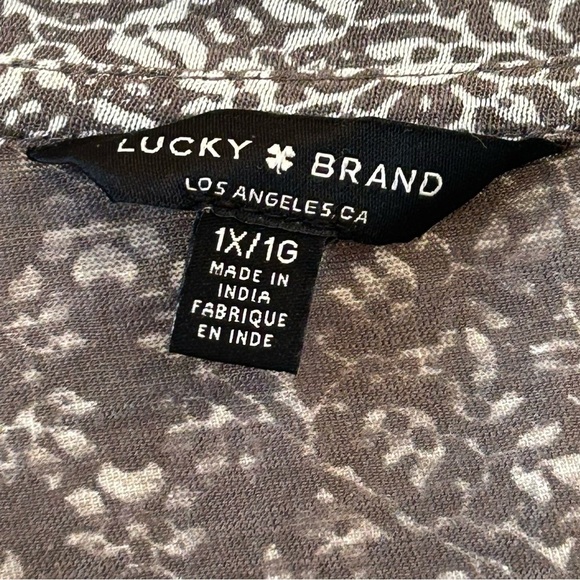 LUCKY BRAND
LOS ANGELES, CA
1X/1G
MADE IN
INDIA
FABRIQUE
EN INDE